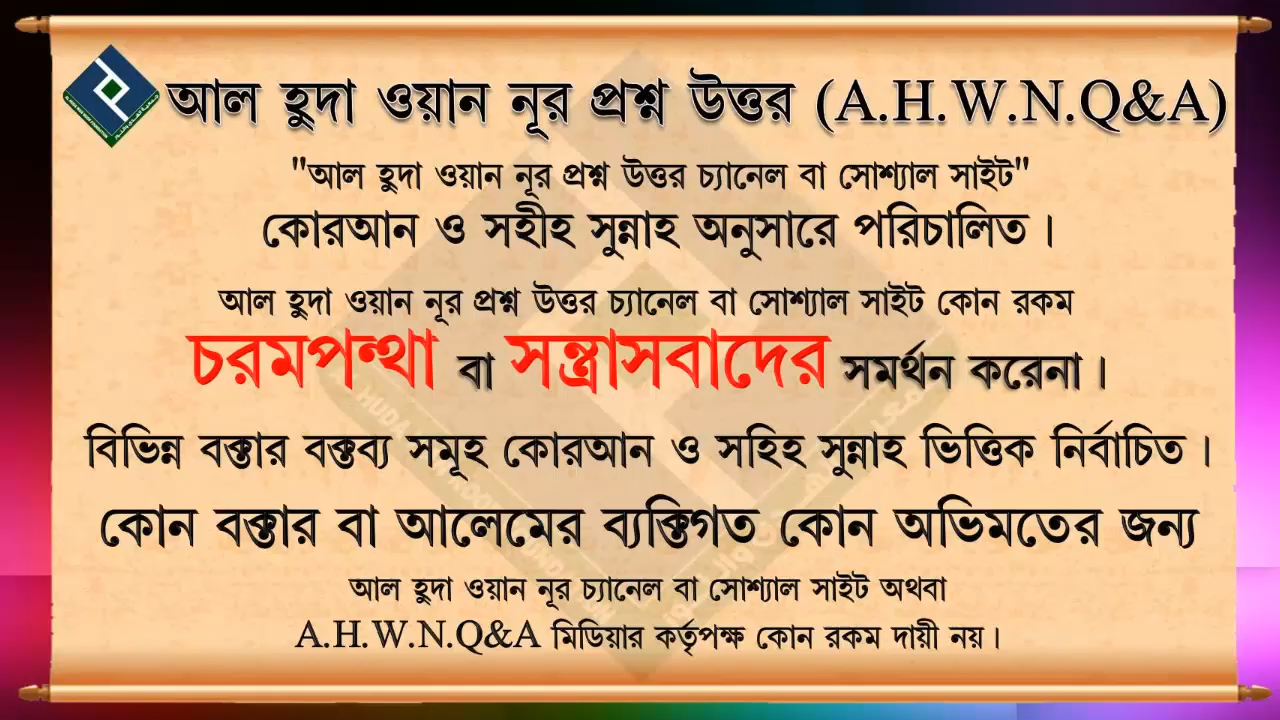 আল হুদা ওয়ান নূর প্রশ্ন উত্তর (A.H.W.N.Q&A)
"আল হুদা ওয়ান নূর প্রশ্ন উত্তর চ্যানেল বা সোশ্যাল সাইট"
কোরআন ও সহীহ সুন্নাহ অনুসারে পরিচালিত।
আল হুদা ওয়ান নূর প্রশ্ন উত্তর চ্যানেল বা সোশ্যাল সাইট কোন রকম
চরমপন্থা বা সন্ত্রাসবাদের সমর্থন করেনা।
বিভিন্ন বক্তার বক্তব্য সমূহ কোরআন ও সহিহ সুন্নাহ ভিত্তিক নির্বাচিত।
কোন বক্তার বা আলেমের ব্যক্তিগত কোন অভিমতের জন্য
আল হুদা ওয়ান নূর চ্যানেল বা সোশ্যাল সাইট অথবা
A.H.W.N.Q&A মিডিয়ার কর্তৃপক্ষ কোন রকম দায়ী নয়।